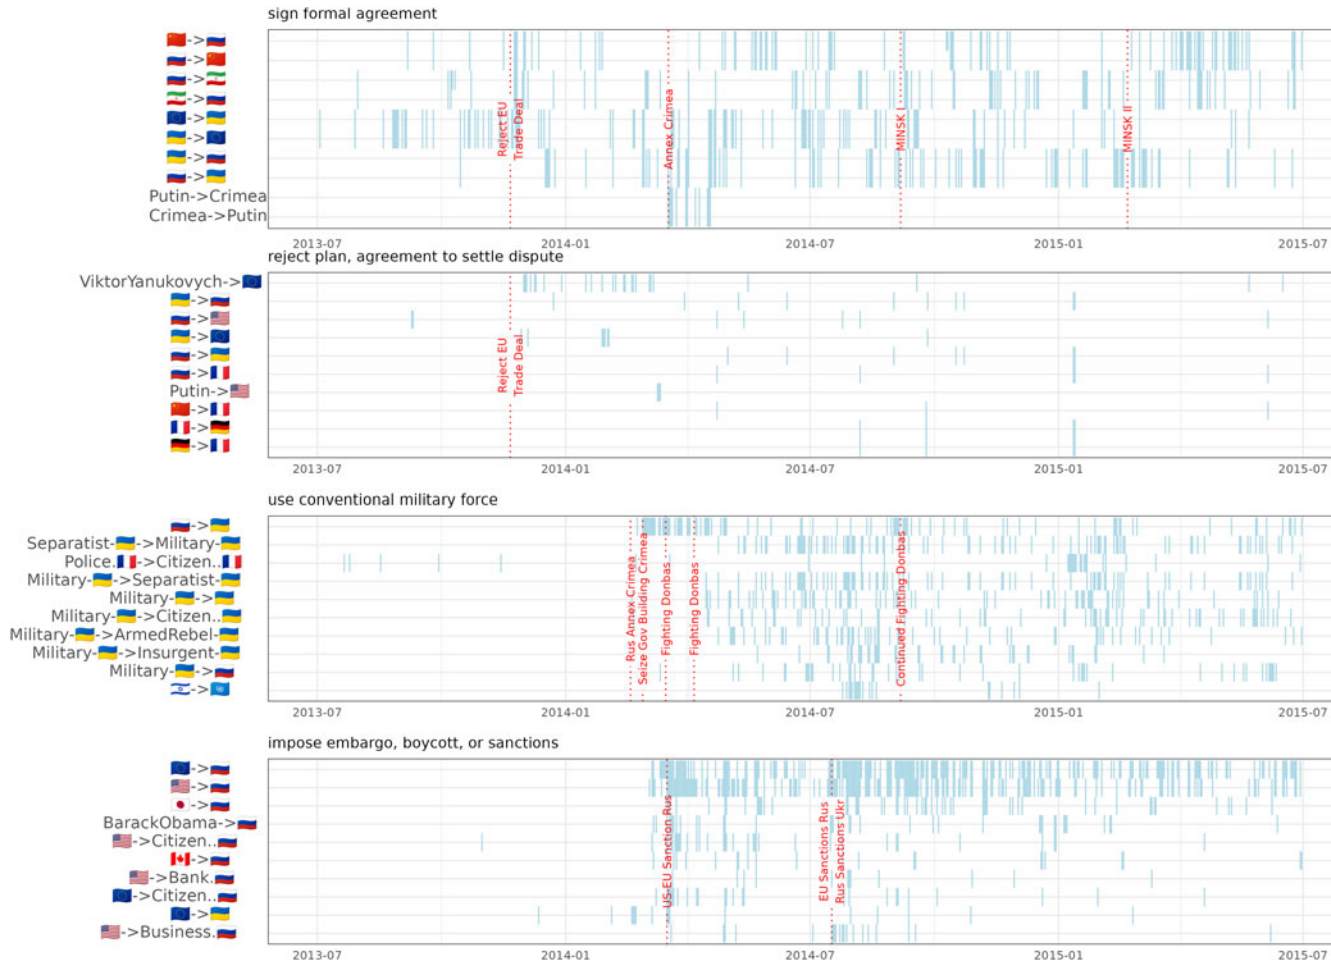 sign formal agreement
🇨🇳->🇷🇺
🇷🇺->🇨🇳
🇷🇺->🇮🇷
🇮🇷->🇷🇺
🇪🇺->🇺🇦
🇺🇦->🇪🇺
🇺🇦->🇷🇺
🇷🇺->🇺🇦
Putin->Crimea
Crimea->Putin
Reject EU
Trade Deal
Annex Crimea
MINSK I
MINSK II
2013-07 2014-01 2014-07 2015-01 2015-07
reject plan, agreement to settle dispute
ViktorYanukovych->🇪🇺
🇺🇦->🇷🇺
🇷🇺->🇺🇸
🇺🇦->🇪🇺
🇷🇺->🇺🇦
🇷🇺->🇫🇷
Putin->🇺🇸
🇨🇳->🇫🇷
🇫🇷->🇩🇪
🇩🇪->🇫🇷
Reject EU
Trade Deal
2013-07 2014-01 2014-07 2015-01 2015-07
use conventional military force
🇷🇺->🇺🇦
Separatist-🇺🇦->Military-🇺🇦
Police.🇫🇷->Citizen..🇫🇷
Military-🇺🇦->Separatist-🇺🇦
Military-🇺🇦->🇺🇦
Military-🇺🇦->Citizen..🇺🇦
Military-🇺🇦->ArmedRebel-🇺🇦
Military-🇺🇦->Insurgent-🇺🇦
Military-🇺🇦->🇷🇺
🇮🇱->🇺🇳
Rus Annex Crimea
Seize Gov Building Crimea
Fighting Donbas
Fighting Donbas
Continued Fighting Donbas
2013-07 2014-01 2014-07 2015-01 2015-07
impose embargo, boycott, or sanctions
🇪🇺->🇷🇺
🇺🇸->🇷🇺
🇯🇵->🇷🇺
BarackObama->🇷🇺
🇺🇸->Citizen..🇷🇺
🇨🇦->🇷🇺
🇺🇸->Bank.🇷🇺
🇪🇺->Citizen..🇷🇺
🇪🇺->🇺🇦
🇺🇸->Business.🇷🇺
US EU Sanction Rus
EU Sanctions Rus
Rus Sanctions Ukr
2013-07 2014-01 2014-07 2015-01 2015-07